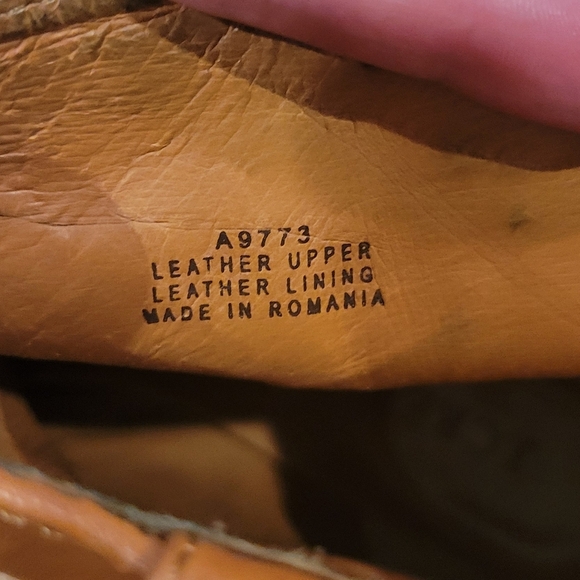 A9773
LEATHER UPPER
LEATHER LINING
MADE IN ROMANIA